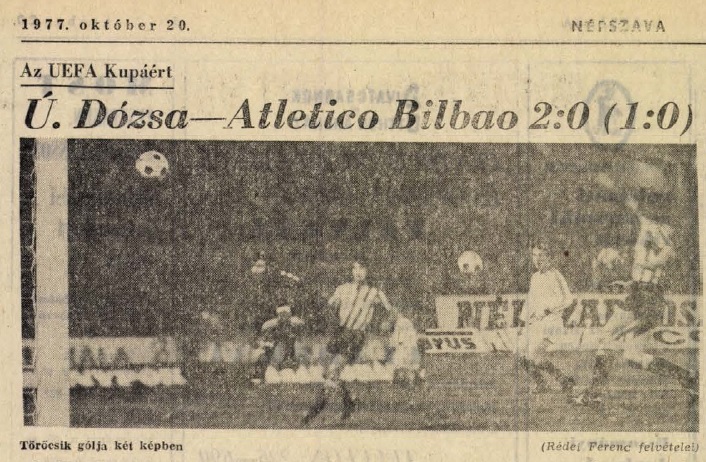 1977. október 20.
NÉPSZAVA
Az UEFA Kupáért
Ú. Dózsa—Atletico Bilbao 2:0 (1:0)
Törőcsik gólja két képben
(Rédei Ferenc felvételei)